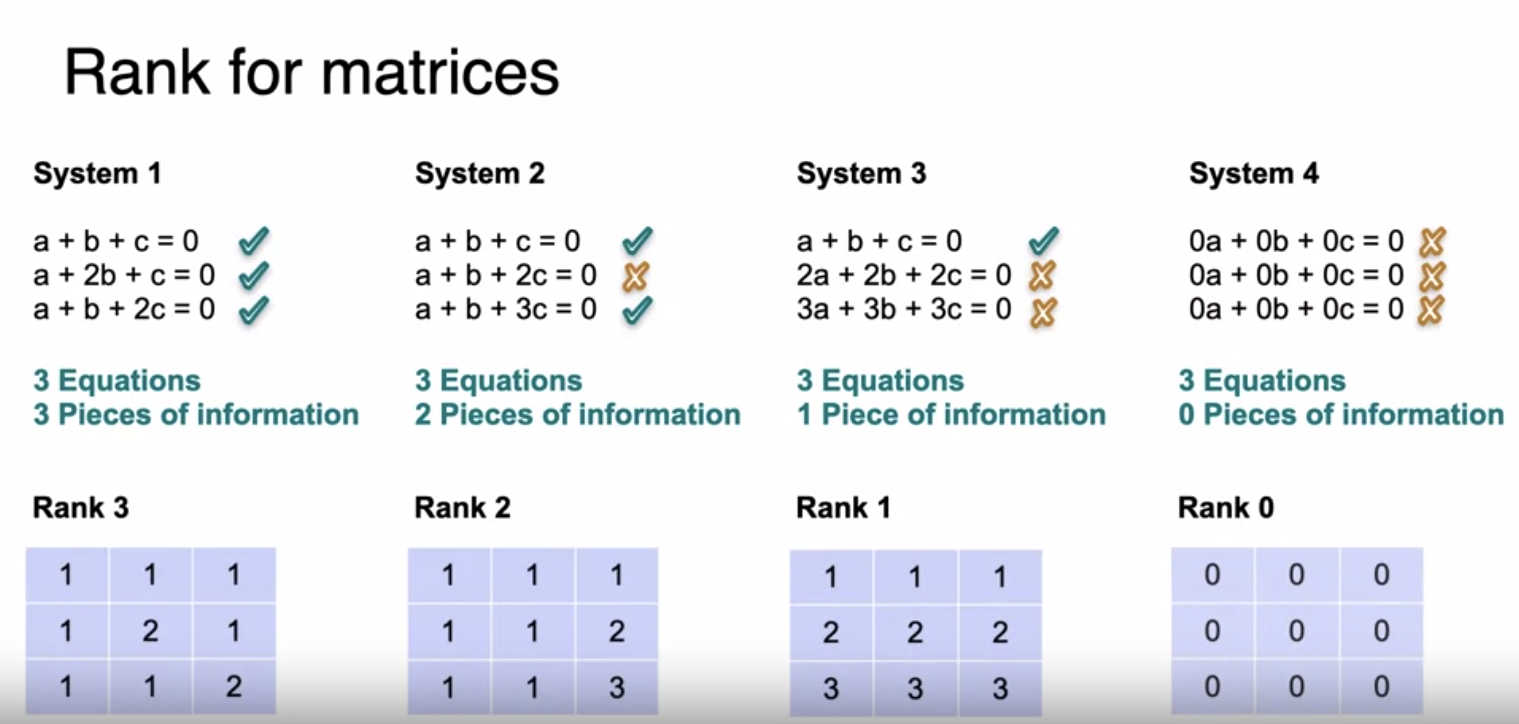 Rank for matrices
System 1
a + b + c = 0
a + 2b + c = 0
a + b + 2c = 0
3 Equations
3 Pieces of information
Rank 3
1 1 1
1 2 1
1 1 2
System 2
a + b + c = 0
a + b + 2c = 0
a + b + 3c = 0
3 Equations
2 Pieces of information
Rank 2
1 1 1
1 1 2
1 1 3
System 3
a + b + c = 0
2a + 2b + 2c = 0
3a + 3b + 3c = 0
3 Equations
1 Piece of information
Rank 1
1 1 1
2 2 2
3 3 3
System 4
0a + 0b + 0c = 0
0a + 0b + 0c = 0
0a + 0b + 0c = 0
3 Equations
0 Pieces of information
Rank 0
0 0 0
0 0 0
0 0 0